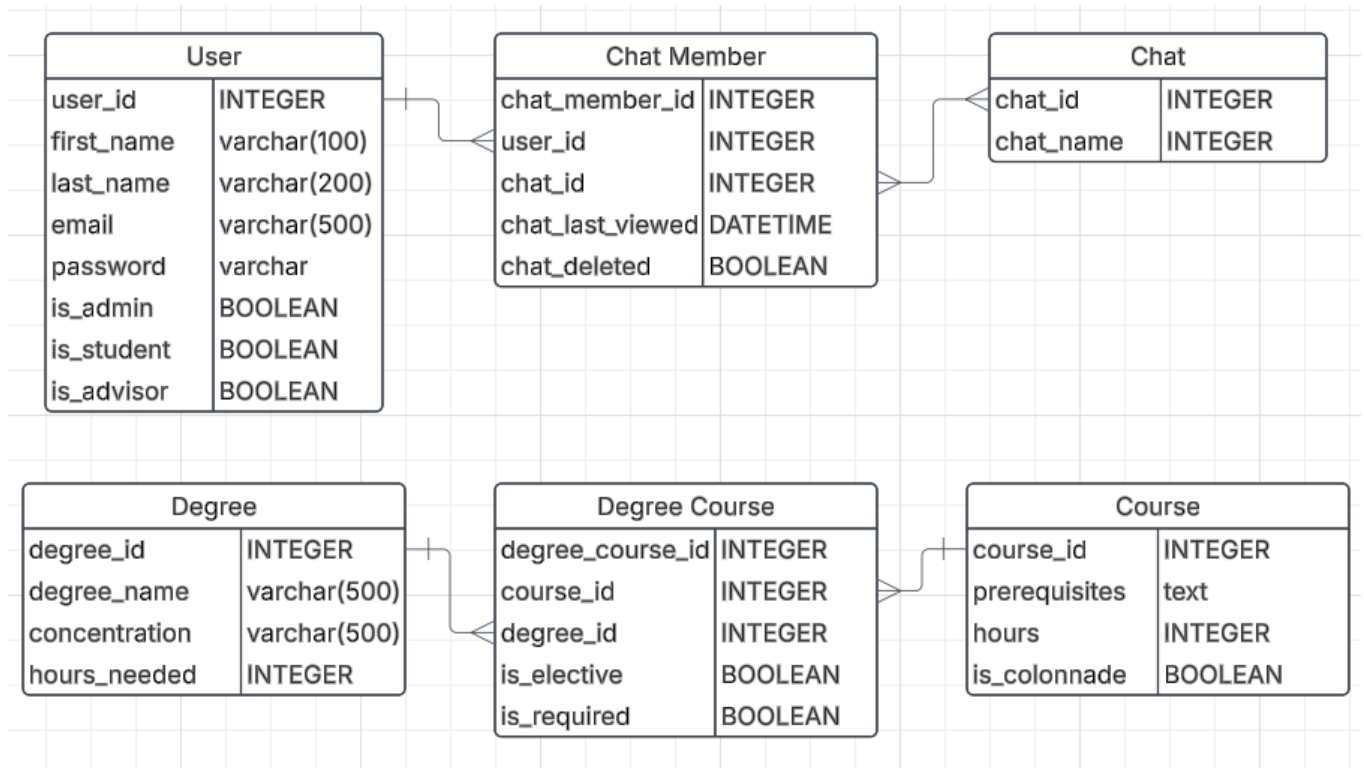 User
user_id INTEGER
first_name varchar(100)
last_name varchar(200)
email varchar(500)
password varchar
is_admin BOOLEAN
is_student BOOLEAN
is_advisor BOOLEAN
Chat Member
chat_member_id INTEGER
user_id INTEGER
chat_id INTEGER
chat_last_viewed DATETIME
chat_deleted BOOLEAN
Chat
chat_id INTEGER
chat_name INTEGER
Degree
degree_id INTEGER
degree_name varchar(500)
concentration varchar(500)
hours_needed INTEGER
Degree Course
degree_course_id INTEGER
course_id INTEGER
degree_id INTEGER
is_elective BOOLEAN
is_required BOOLEAN
Course
course_id INTEGER
prerequisites text
hours INTEGER
is_colonnade BOOLEAN